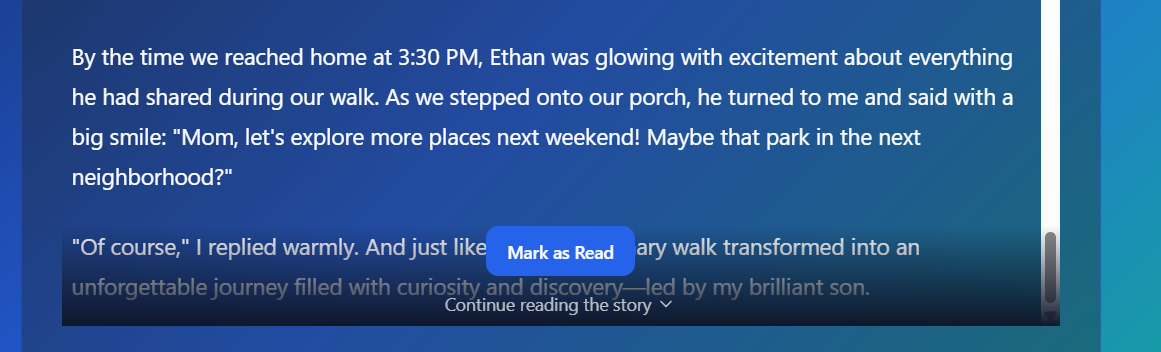 By the time we reached home at 3:30 PM, Ethan was glowing with excitement about everything
he had shared during our walk. As we stepped onto our porch, he turned to me and said with a
big smile: "Mom, let's explore more places next weekend! Maybe that park in the next
neighborhood?"
"Of course," I replied warmly. And just like ary walk transformed into an
Mark as Read
unforgettable journey filled with curiosity and discovery—led by my brilliant son.
Continue reading the story